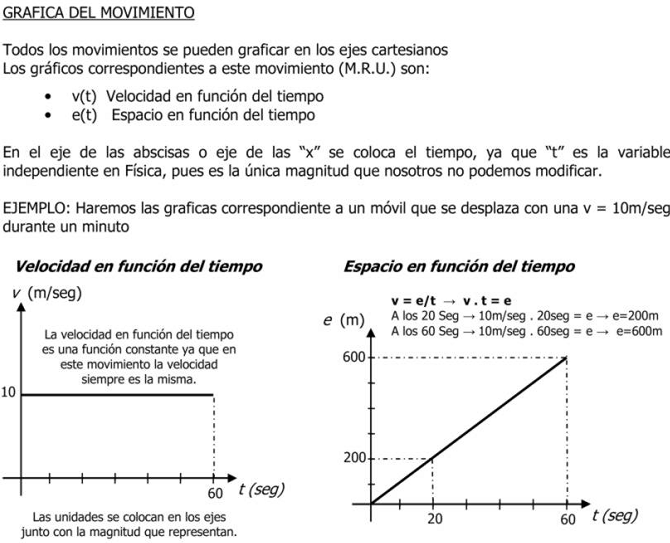 GRAFICA DEL MOVIMIENTO
Todos los movimientos se pueden graficar en los ejes cartesianos
Los gráficos correspondientes a este movimiento (M.R.U.) son:
• v(t) Velocidad en función del tiempo
• e(t) Espacio en función del tiempo
En el eje de las abscisas o eje de las “x” se coloca el tiempo, ya que “t” es la variable
independiente en Física, pues es la única magnitud que nosotros no podemos modificar.
EJEMPLO: Haremos las graficas correspondiente a un móvil que se desplaza con una v = 10m/seg
durante un minuto
Velocidad en función del tiempo
v (m/seg)
La velocidad en función del tiempo
es una función constante ya que en
este movimiento la velocidad
siempre es la misma.
10
60 t (seg)
Las unidades se colocan en los ejes
junto con la magnitud que representan.
Espacio en función del tiempo
v = e/t → v . t = e
A los 20 Seg → 10m/seg . 20seg = e → e=200m
A los 60 Seg → 10m/seg . 60seg = e → e=600m
e (m)
600
200
20
60 t (seg)